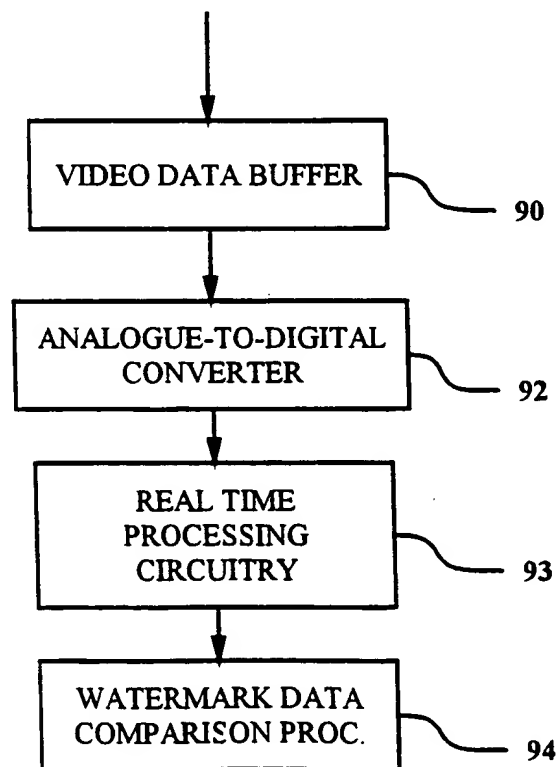 VIDEO DATA BUFFER
90
ANALOGUE-TO-DIGITAL
CONVERTER
92
REAL TIME
PROCESSING
CIRCUITRY
93
WATERMARK DATA
COMPARISON PROC.
94